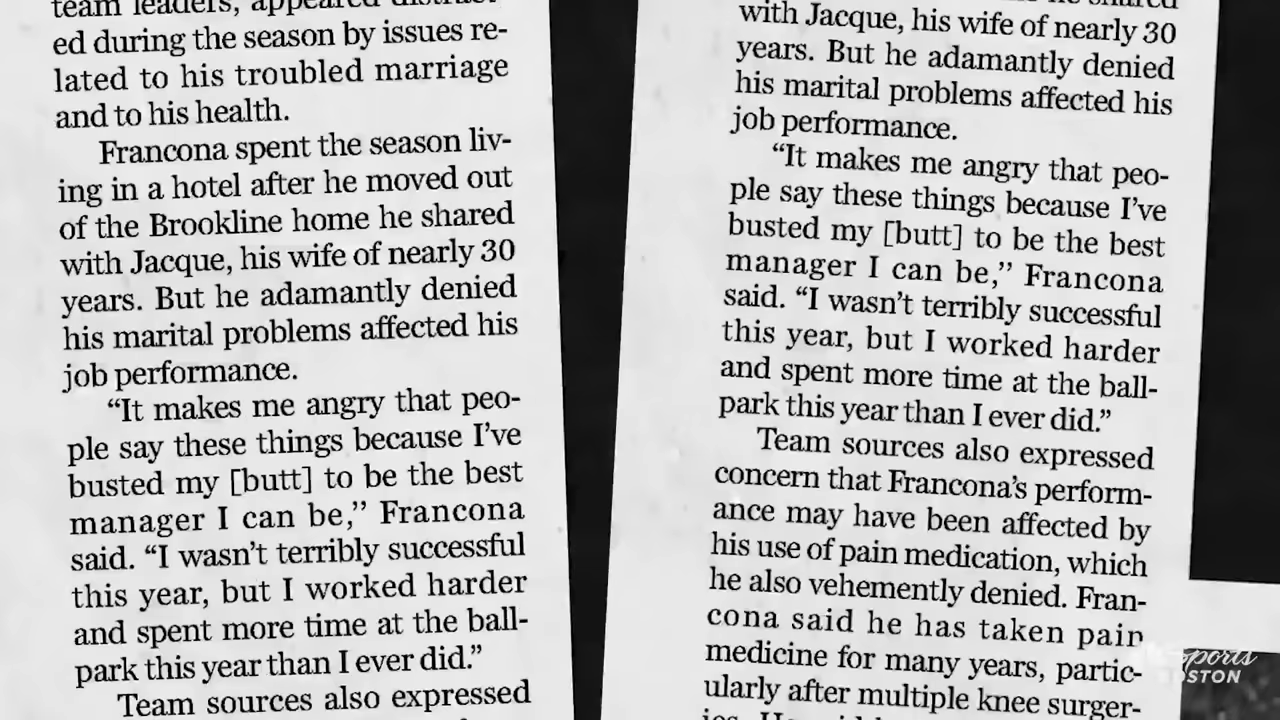 team leaders, appeared distract-
ed during the season by issues re-
lated to his troubled marriage
and to his health.
Francona spent the season liv-
ing in a hotel after he moved out
of the Brookline home he shared
with Jacque, his wife of nearly 30
years. But he adamantly denied
his marital problems affected his
job performance.
“It makes me angry that peo-
ple say these things because I’ve
busted my [butt] to be the best
manager I can be,’’ Francona
said. “I wasn’t terribly successful
this year, but I worked harder
and spent more time at the ball-
park this year than I ever did.”
Team sources also expressed
he shared
with Jacque, his wife of nearly 30
years. But he adamantly denied
his marital problems affected his
job performance.
“It makes me angry that peo-
ple say these things because I’ve
busted my [butt] to be the best
manager I can be,’’ Francona
said. “I wasn’t terribly successful
this year, but I worked harder
and spent more time at the ball-
park this year than I ever did.”
Team sources also expressed
concern that Francona’s perform-
ance may have been affected by
his use of pain medication, which
he also vehemently denied. Fran-
cona said he has taken pain
medicine for many years, partic-
ularly after multiple knee surger-
ies. He
sports
BOSTON